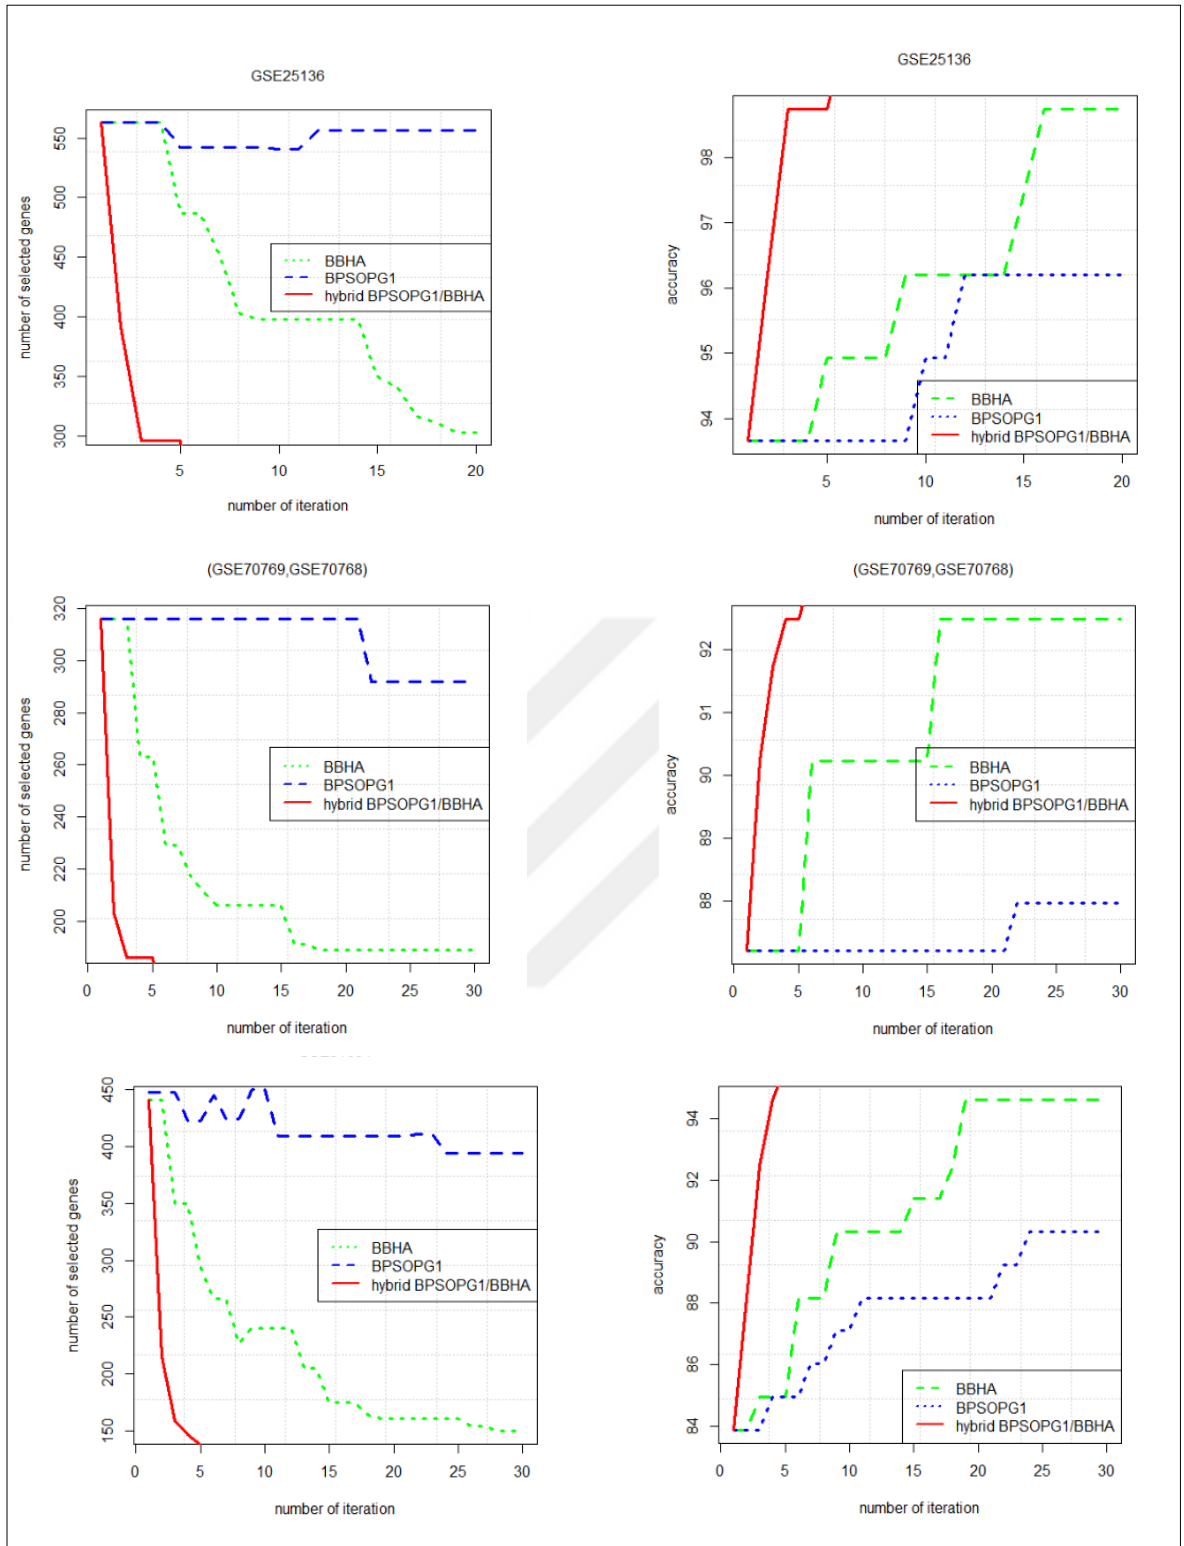 GSE25136
number of selected genes
550
500
450
400
350
300
BBHA
BPSOPG1
hybrid BPSOPG1/BBHA
5
10
15
20
number of iteration
GSE25136
accuracy
98
97
96
95
94
BBHA
BPSOPG1
hybrid BPSOPG1/BBHA
5
10
15
20
number of iteration
(GSE70769,GSE70768)
number of selected genes
320
300
280
260
240
220
200
BBHA
BPSOPG1
hybrid BPSOPG1/BBHA
0
5
10
15
20
25
30
number of iteration
(GSE70769,GSE70768)
accuracy
92
91
90
89
88
BBHA
BPSOPG1
hybrid BPSOPG1/BBHA
0
5
10
15
20
25
30
number of iteration
number of selected genes
450
400
350
300
250
200
150
BBHA
BPSOPG1
hybrid BPSOPG1/BBHA
0
5
10
15
20
25
30
number of iteration
accuracy
94
92
90
88
86
84
BBHA
BPSOPG1
hybrid BPSOPG1/BBHA
0
5
10
15
20
25
30
number of iteration